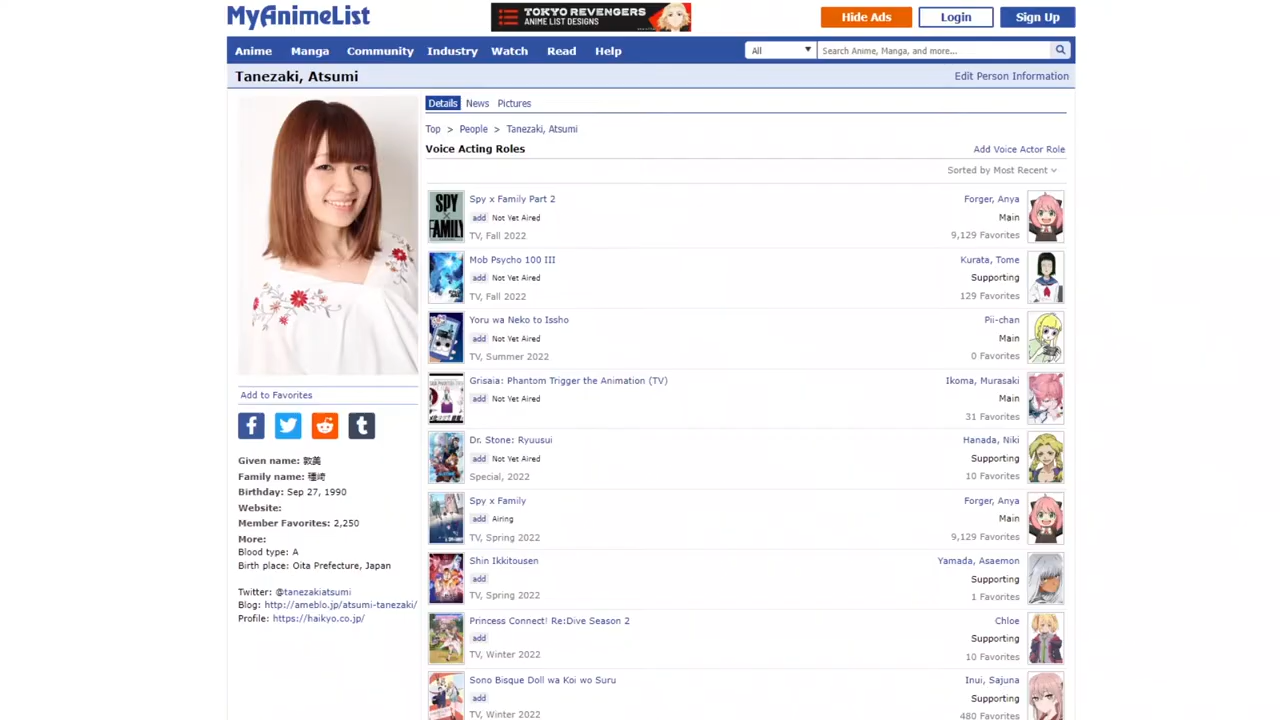 MyAnimeList
TOKYO REVENGERS
ANIME LIST DESIGNS
Hide Ads
Login
Sign Up
Anime Manga Community Industry Watch Read Help
All
Search Anime, Manga, and more...
Tanezaki, Atsumi
Edit Person Information
Details News Pictures
Top > People > Tanezaki, Atsumi
Voice Acting Roles
Add Voice Actor Role
Sorted by Most Recent
Spy x Family Part 2
Forger, Anya
add Not Yet Aired
Main
TV, Fall 2022
9,129 Favorites
SPY
FAMILY
Mob Psycho 100 III
Kurata, Tome
add Not Yet Aired
Supporting
TV, Fall 2022
129 Favorites
Yoru wa Neko to Issho
Pii-chan
add Not Yet Aired
Main
TV, Summer 2022
0 Favorites
Grisaia: Phantom Trigger the Animation (TV)
Ikoma, Murasaki
add Not Yet Aired
Main
31 Favorites
Dr. Stone: Ryuusui
Hanada, Niki
add Not Yet Aired
Supporting
Special, 2022
10 Favorites
Spy x Family
Forger, Anya
add Airing
Main
TV, Spring 2022
9,129 Favorites
Shin Ikkitousen
Yamada, Asaemon
add
Supporting
TV, Spring 2022
1 Favorites
Princess Connect! Re:Dive Season 2
Chloe
add
Supporting
TV, Winter 2022
10 Favorites
Sono Bisque Doll wa Koi wo Suru
Inui, Sajuna
add
Supporting
TV, Winter 2022
480 Favorites
Add to Favorites
Given name: 敦美
Family name: 種﨑
Birthday: Sep 27, 1990
Website:
Member Favorites: 2,250
More:
Blood type: A
Birth place: Oita Prefecture, Japan
Twitter: @tanezakiatsumi
Blog: http://ameblo.jp/atsumi-tanezaki/
Profile: https://haikyo.co.jp/